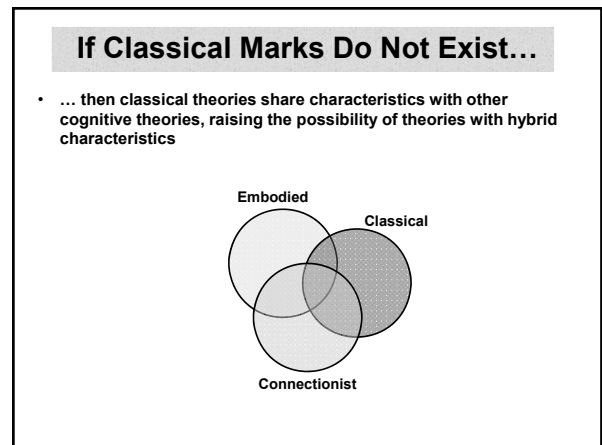 If Classical Marks Do Not Exist…
• … then classical theories share characteristics with other
cognitive theories, raising the possibility of theories with hybrid
characteristics
Embodied
Classical
Connectionist